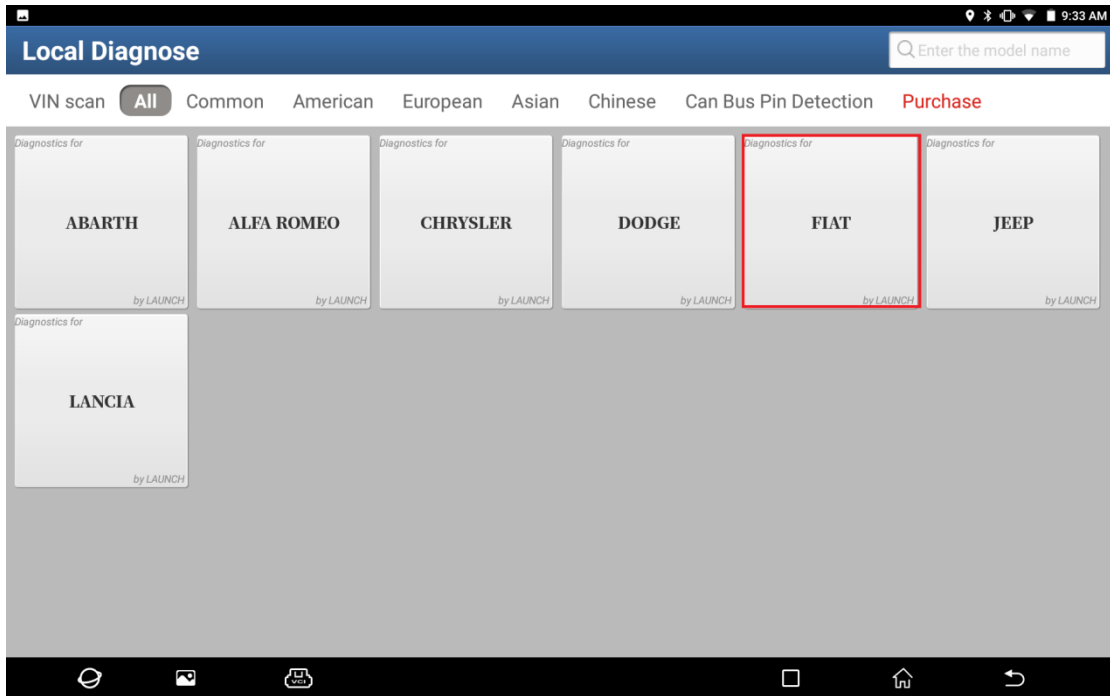 9:33 AM
Local Diagnose
Enter the model name
VIN scan All Common American European Asian Chinese Can Bus Pin Detection Purchase
Diagnostics for
ABARTH
by LAUNCH
Diagnostics for
ALFA ROMEO
by LAUNCH
Diagnostics for
CHRYSLER
by LAUNCH
Diagnostics for
DODGE
by LAUNCH
Diagnostics for
FIAT
by LAUNCH
Diagnostics for
JEEP
by LAUNCH
Diagnostics for
LANCIA
by LAUNCH
VCI